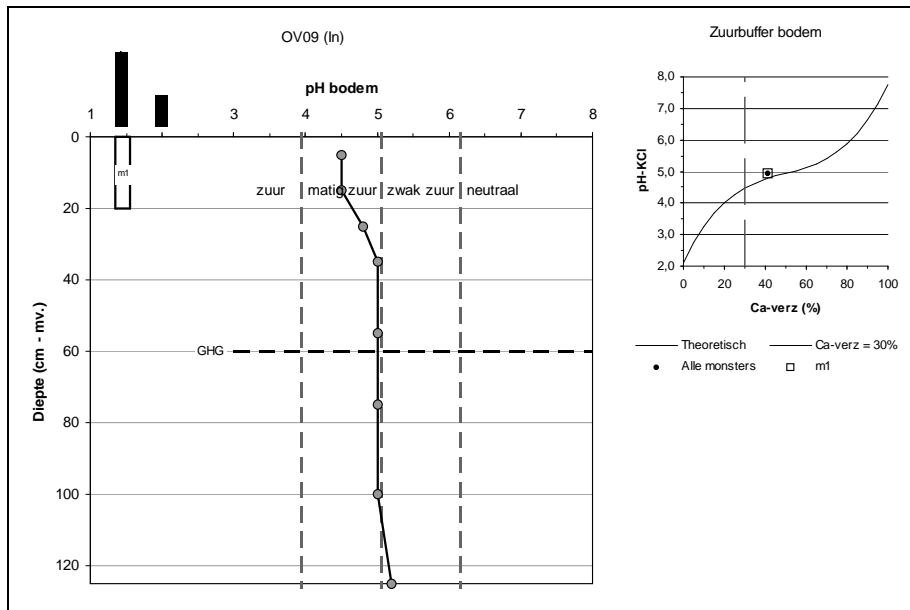 OV09 (In)
pH bodem
1 2 3 4 5 6 7 8
0
m1
zuur matig zuur zwak zuur neutraal
20
40
GHG
60
80
100
120
Diepte (cm - mv.)
Zuurbuffer bodem
8,0
7,0
6,0
5,0
4,0
3,0
2,0
pH-KCl
0 20 40 60 80 100
Ca-verz (%)
Theoretisch Ca-verz = 30%
Alle monsters m1